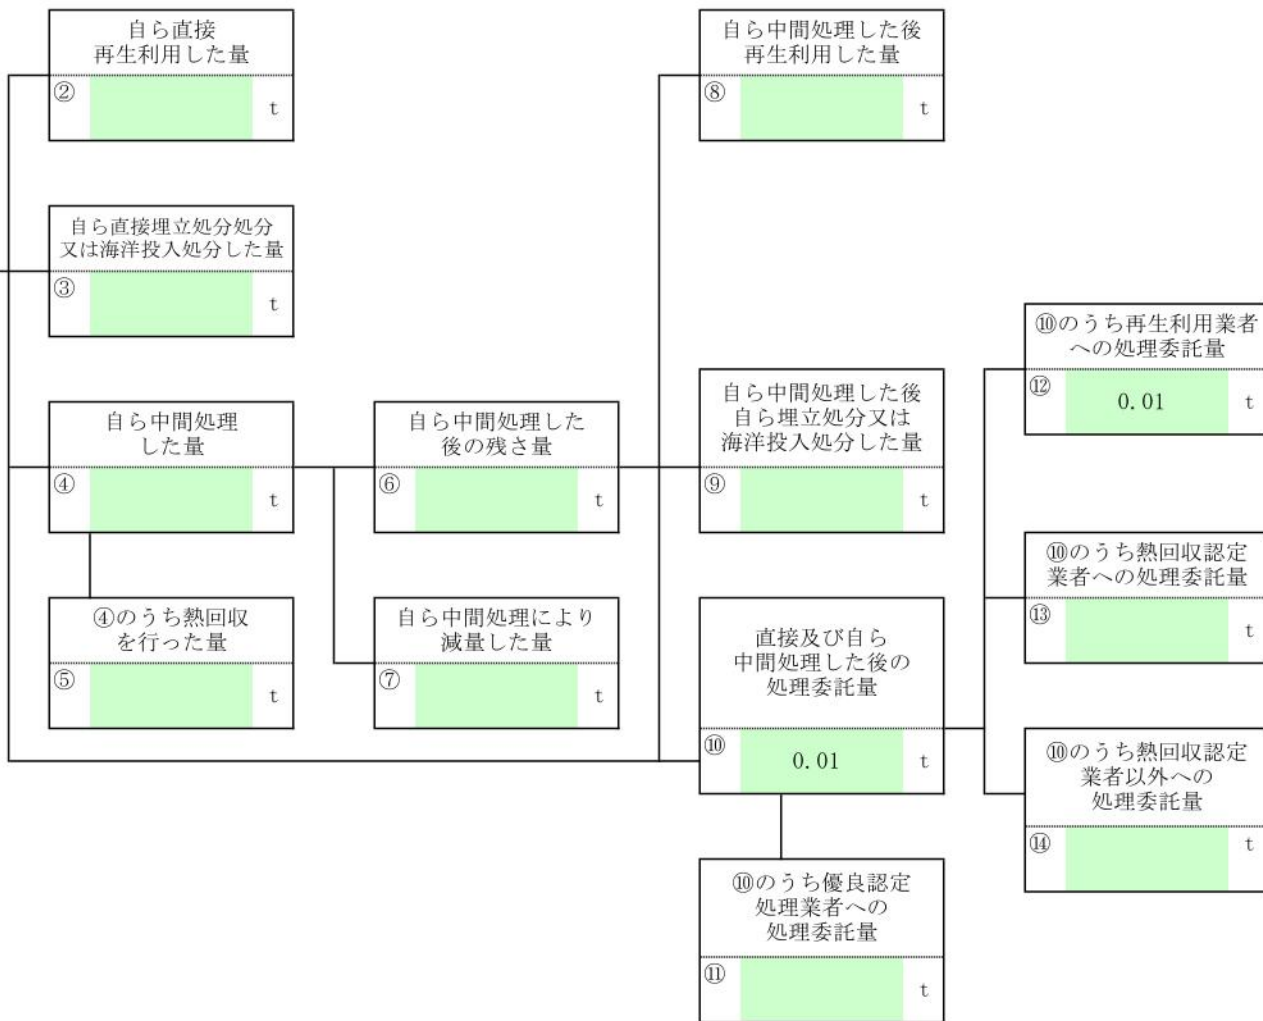 自ら直接
再生利用した量
②
t
自ら中間処理した後
再生利用した量
⑧
t
自ら直接埋立処分処分
又は海洋投入処分した量
③
t
⑩のうち再生利用業者
への処理委託量
⑫
0.01
t
自ら中間処理
した量
④
t
自ら中間処理した
後の残さ量
⑥
t
自ら中間処理した後
自ら埋立処分又は
海洋投入処分した量
⑨
t
⑩のうち熱回収認定
業者への処理委託量
⑬
t
④のうち熱回収
を行った量
⑤
t
自ら中間処理により
減量した量
⑦
t
直接及び自ら
中間処理した後の
処理委託量
⑩
0.01
t
⑩のうち熱回収認定
業者以外への
処理委託量
⑭
t
⑩のうち優良認定
処理業者への
処理委託量
⑪
t